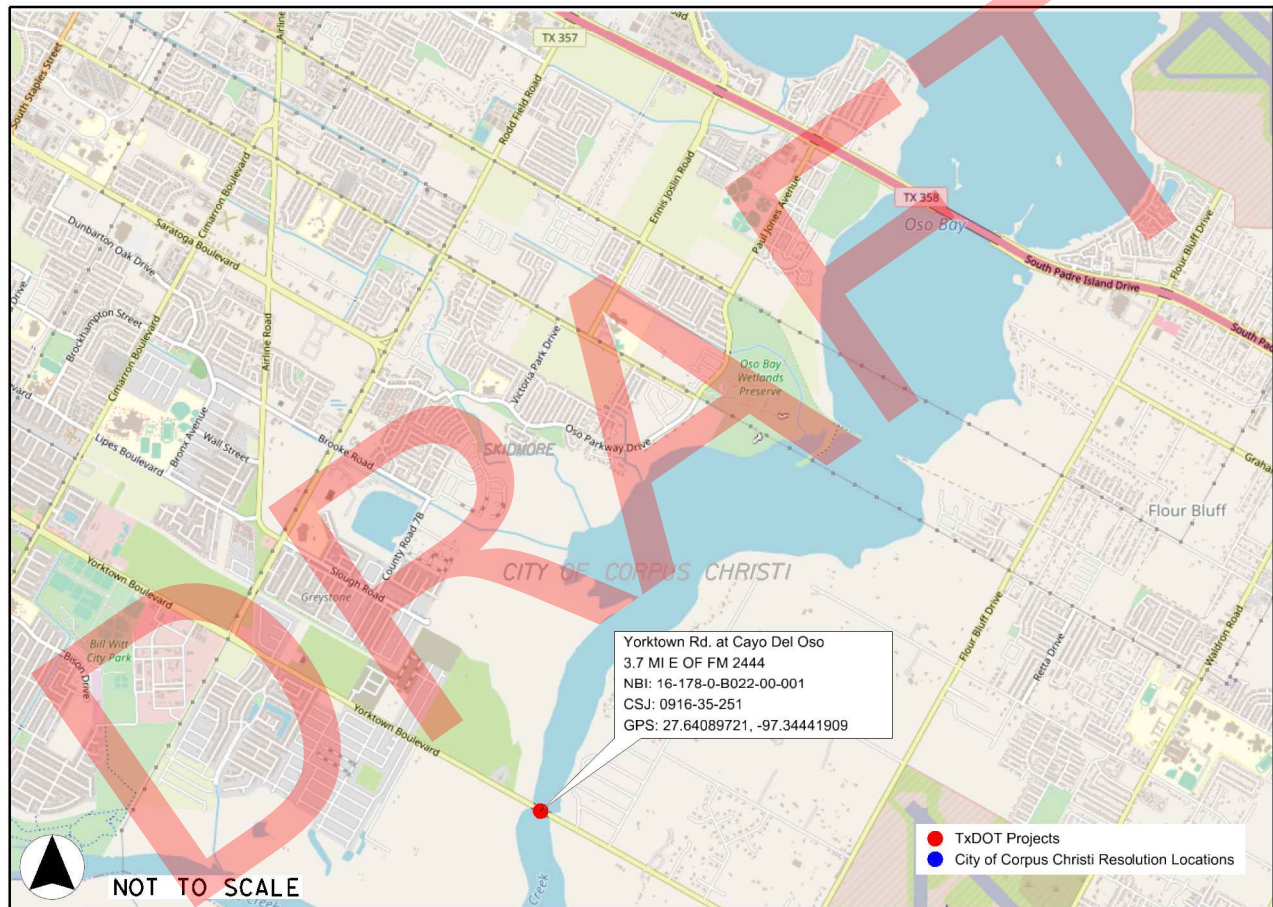 TX 357
Road
Airline
South Staples Street
Rodd Field Road
Cimarron Boulevard
Ennis Joslin Road
Paul Jones Avenue
TX 358
Oso Bay
Flour Bluff Drive
South Padre Island Drive
South Pad
Dunbarton Oak Drive
Saratoga Boulevard
Drive
Brockhampton Street
Airline Road
Victoria Park Drive
Cimarron Boulevard
Oso Bay
Wetlands
Preserve
Bronx Avenue
Wall Street
Lipes Boulevard
Brooke Road
SKIDMORE
Oso Parkway Drive
Graha
Flour Bluff
County Road 7B
Slough Road
Greystone
CITY OF CORPUS CHRISTI
Yorktown Boulevard
Bill Witt
City Park
Bison Drive
Flour Bluff Drive
Retta Drive
Waldron Road
Yorktown Rd. at Cayo Del Oso
3.7 MI E OF FM 2444
NBI: 16-178-0-B022-00-001
CSJ: 0916-35-251
GPS: 27.64089721, -97.34441909
Yorktown Boulevard
TxDOT Projects
City of Corpus Christi Resolution Locations
NOT TO SCALE
Creek
Creek
DRAFT